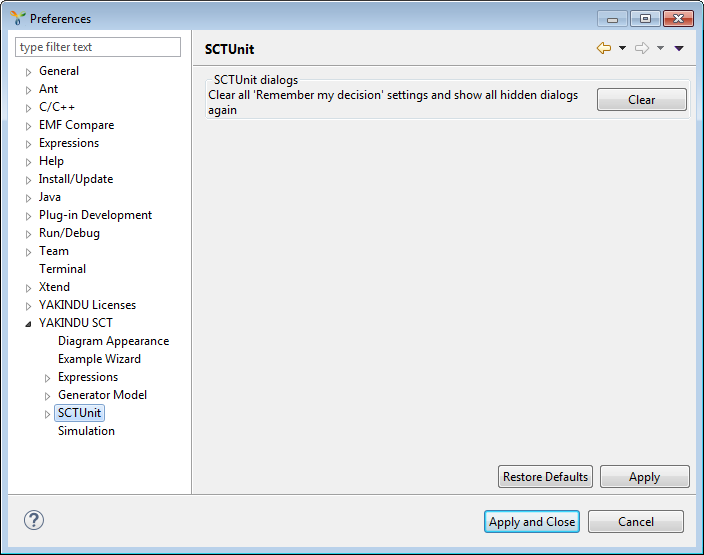 Preferences
type filter text
General
Ant
C/C++
EMF Compare
Expressions
Help
Install/Update
Java
Plug-in Development
Run/Debug
Team
Terminal
Xtend
YAKINDU Licenses
YAKINDU SCT
Diagram Appearance
Example Wizard
Expressions
Generator Model
SCTUnit
Simulation
SCTUnit
SCTUnit dialogs
Clear all 'Remember my decision' settings and show all hidden dialogs
again
Clear
Restore Defaults
Apply
?
Apply and Close
Cancel